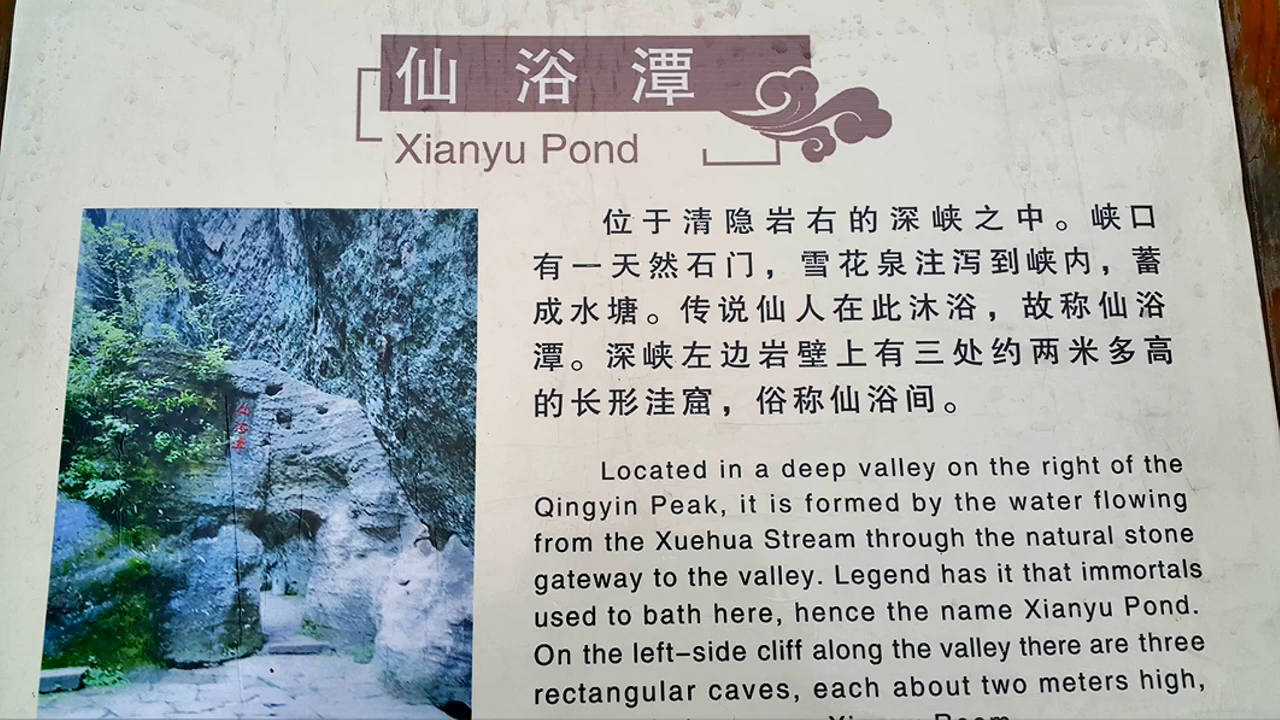 仙浴潭
Xianyu Pond
位于清隐岩右的深峡之中。峡口
有一天然石门，雪花泉注泻到峡内，蓄
成水塘。传说仙人在此沐浴，故称仙浴
潭。深峡左边岩壁上有三处约两米多高
的长形洼窟，俗称仙浴间。
Located in a deep valley on the right of the
Qingyin Peak, it is formed by the water flowing
from the Xuehua Stream through the natural stone
gateway to the valley. Legend has it that immortals
used to bath here, hence the name Xianyu Pond.
On the left-side cliff along the valley there are three
rectangular caves, each about two meters high,